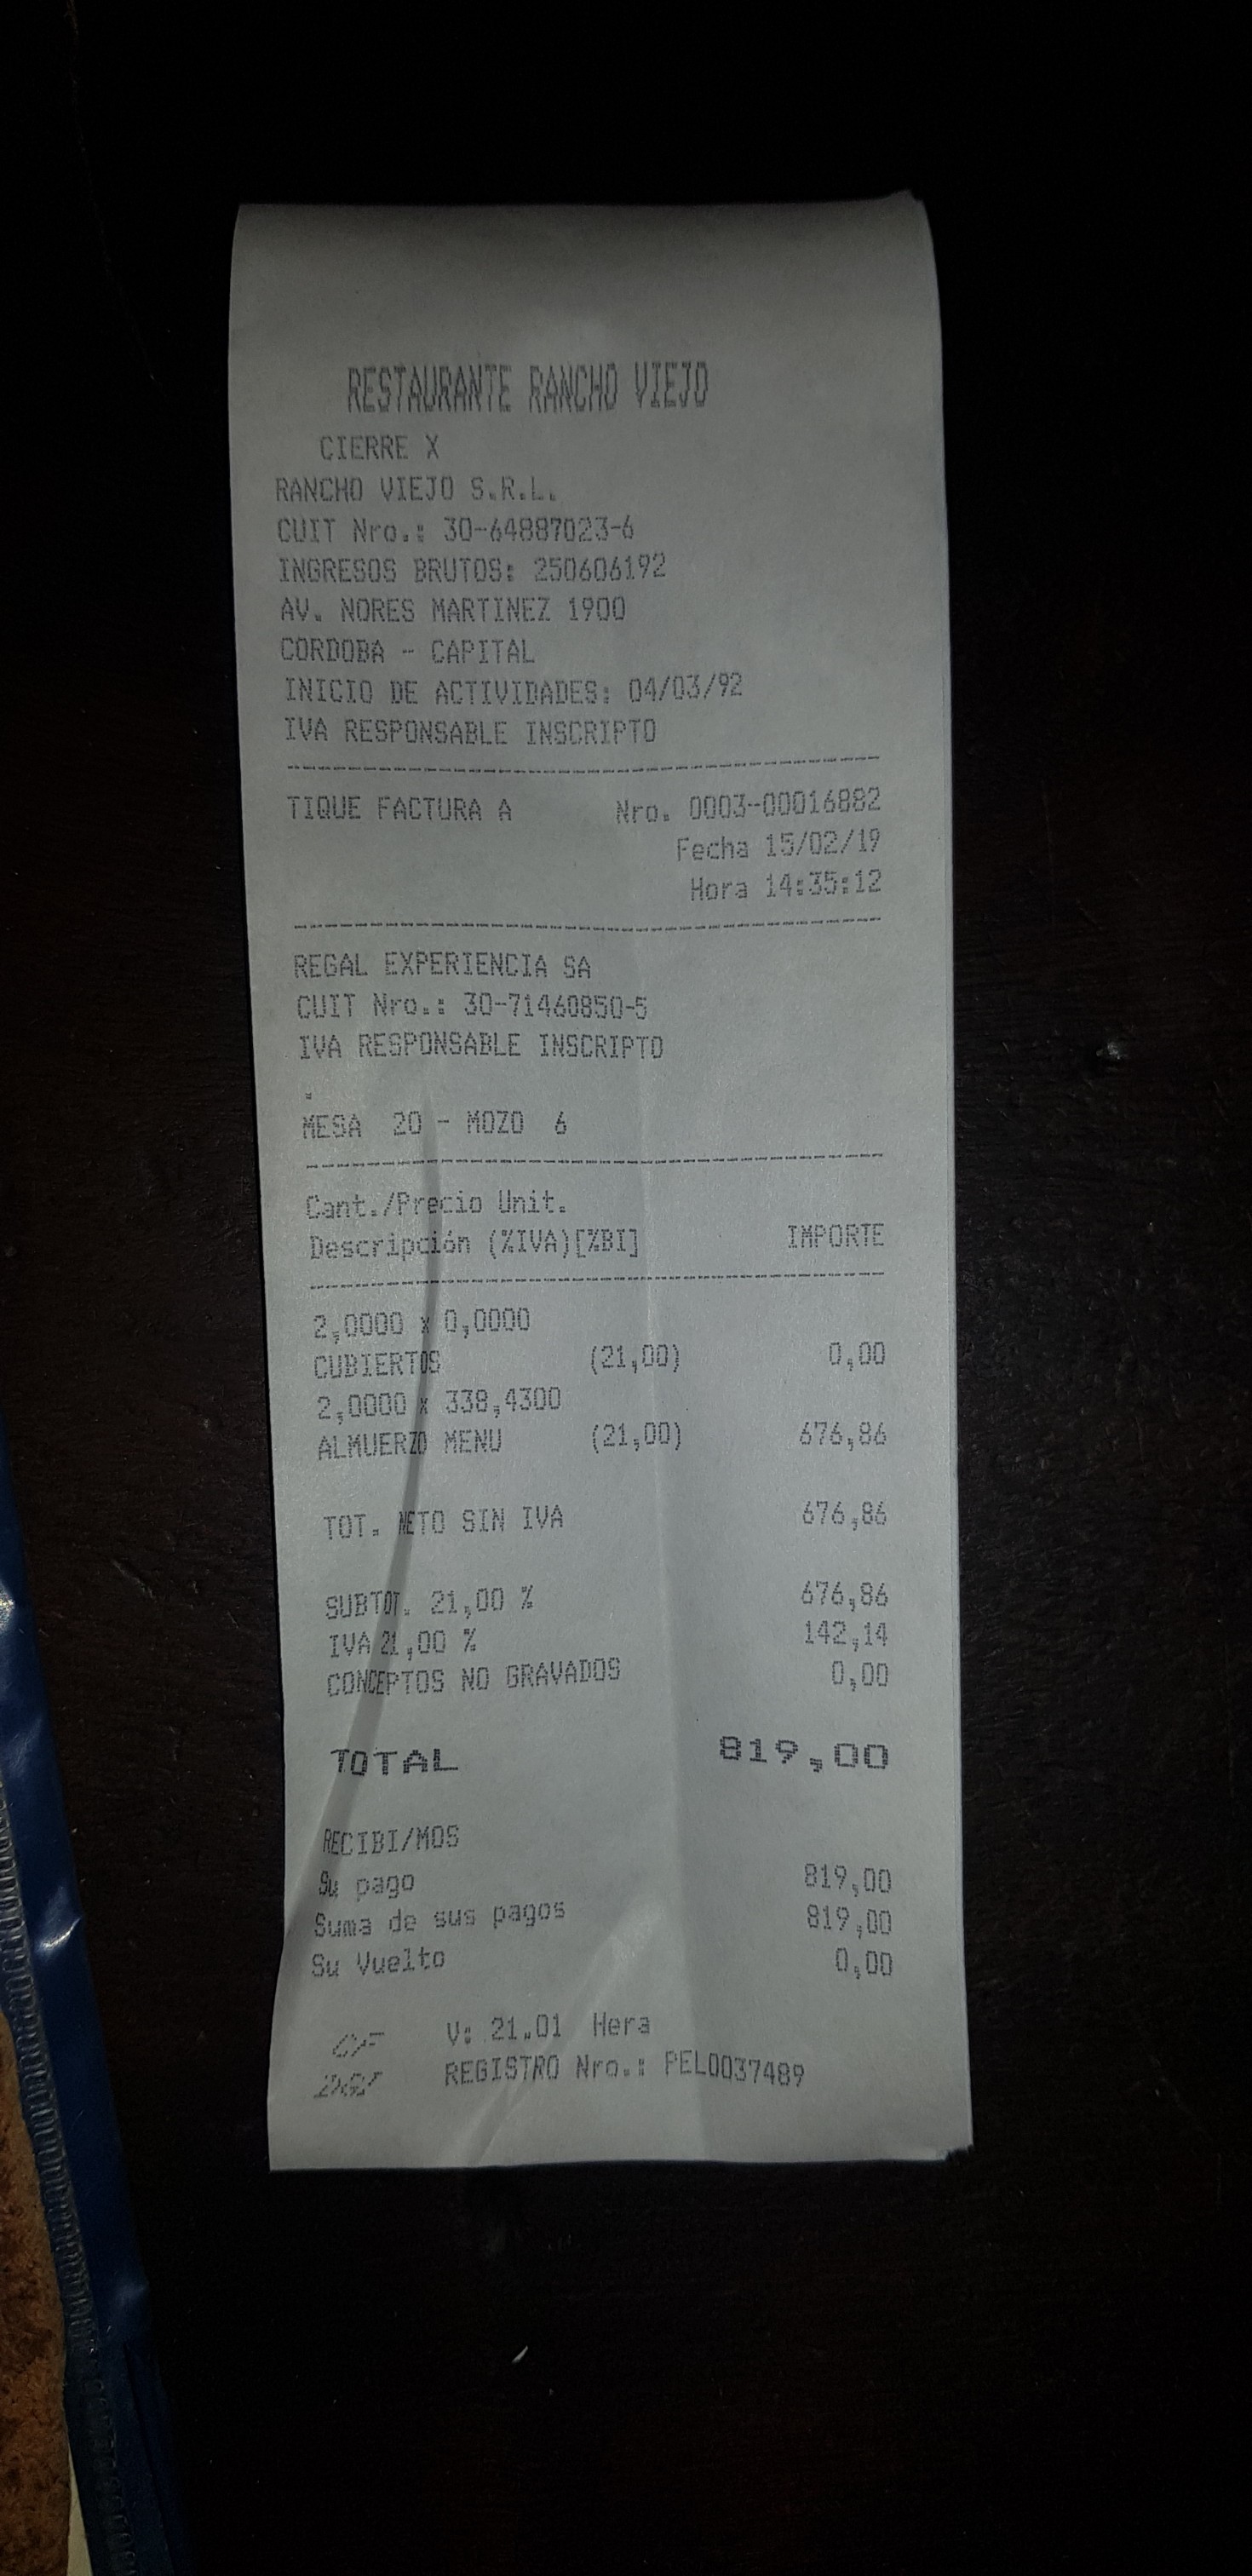 RESTAURANTE RANCHO VIEJO
CIERRE X
RANCHO VIEJO S.R.L.
CUIT Nro.: 30-64887023-6
INGRESOS BRUTOS: 250606192
AV. NORES MARTINEZ 1900
CORDOBA - CAPITAL
INICIO DE ACTIVIDADES: 04/03/92
IVA RESPONSABLE INSCRIPTO
TIQUE FACTURA A Nro. 0003-00016882
Fecha 15/02/19
Hora 14:35:12
REGAL EXPERIENCIA SA
CUIT Nro.: 30-71460850-5
IVA RESPONSABLE INSCRIPTO
.
MESA 20 - MOZO 6
Cant./Precio Unit.
Descripción (%IVA)[%BI] IMPORTE
2,0000 x 0,0000
CUBIERTOS (21,00) 0,00
2,0000 x 338,4300
ALMUERZO MENU (21,00) 676,86
TOT. NETO SIN IVA 676,86
SUBTOT. 21,00 % 676,86
IVA 21,00 % 142,14
CONCEPTOS NO GRAVADOS 0,00
TOTAL 819,00
RECIBI/MOS
Su pago 819,00
Suma de sus pagos 819,00
Su Vuelto 0,00
CF V: 21.01 Hera
DGI REGISTRO Nro.: PEL0037489